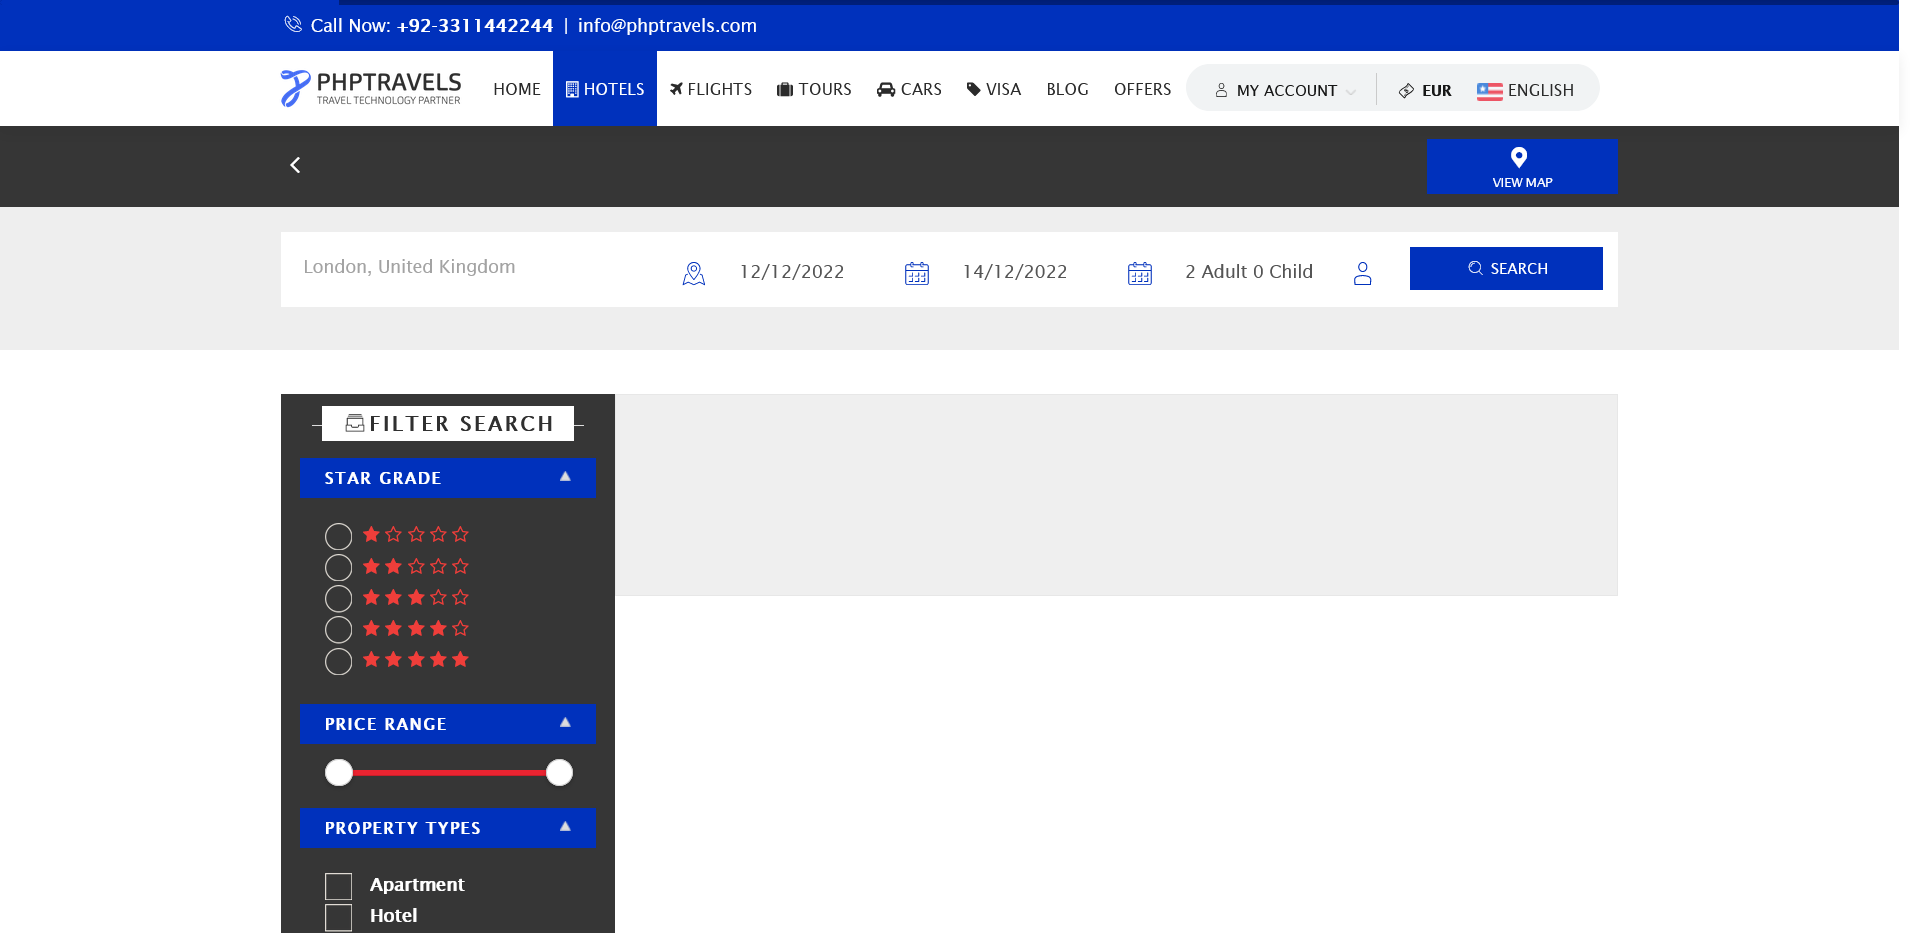 Call Now: +92-3311442244 | info@phptravels.com
PHPTRAVELS
TRAVEL TECHNOLOGY PARTNER
HOME HOTELS FLIGHTS TOURS CARS VISA BLOG OFFERS MY ACCOUNT EUR ENGLISH
VIEW MAP
London, United Kingdom 12/12/2022 14/12/2022 2 Adult 0 Child SEARCH
FILTER SEARCH
STAR GRADE
PRICE RANGE
PROPERTY TYPES
Apartment
Hotel